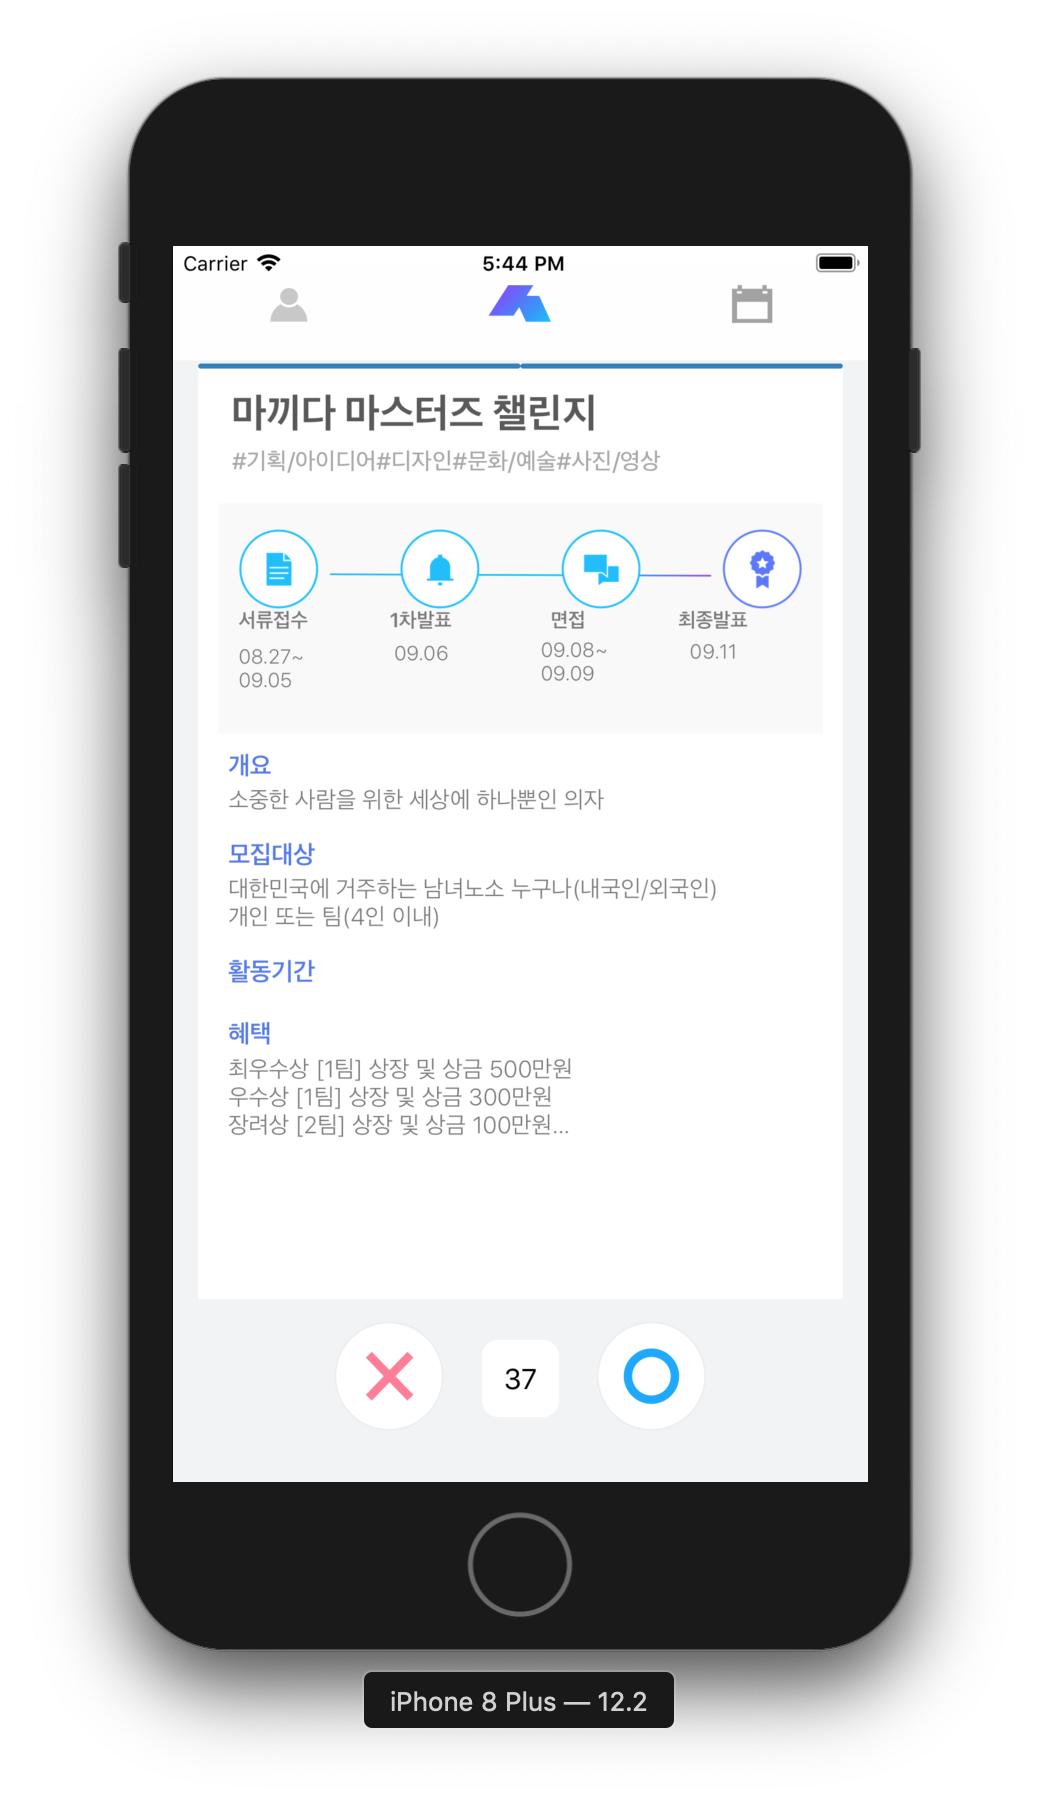 Carrier 5:44 PM
마끼다 마스터즈 챌린지
#기획/아이디어#디자인#문화/예술#사진/영상
서류접수 1차발표 면접 최종발표
08.27~ 09.06 09.08~ 09.11
09.05 09.09
개요
소중한 사람을 위한 세상에 하나뿐인 의자
모집대상
대한민국에 거주하는 남녀노소 누구나(내국인/외국인)
개인 또는 팀(4인 이내)
활동기간
혜택
최우수상 [1팀] 상장 및 상금 500만원
우수상 [1팀] 상장 및 상금 300만원
장려상 [2팀] 상장 및 상금 100만원...
37
iPhone 8 Plus — 12.2